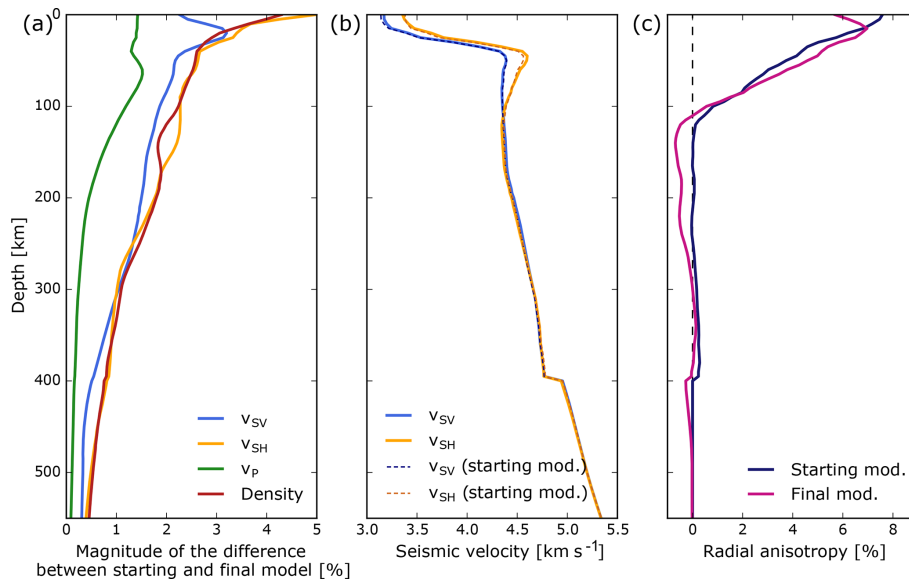 (a)
(b)
(c)
0
100
200
300
400
500
Depth [km]
v_SV
v_SH
v_P
Density
0 1 2 3 4 5
Magnitude of the difference
between starting and final model [%]
v_SV
v_SH
v_SV (starting mod.)
v_SH (starting mod.)
3.0 3.5 4.0 4.5 5.0 5.5
Seismic velocity [km s⁻¹]
Starting mod.
Final mod.
0 2 4 6 8
Radial anisotropy [%]